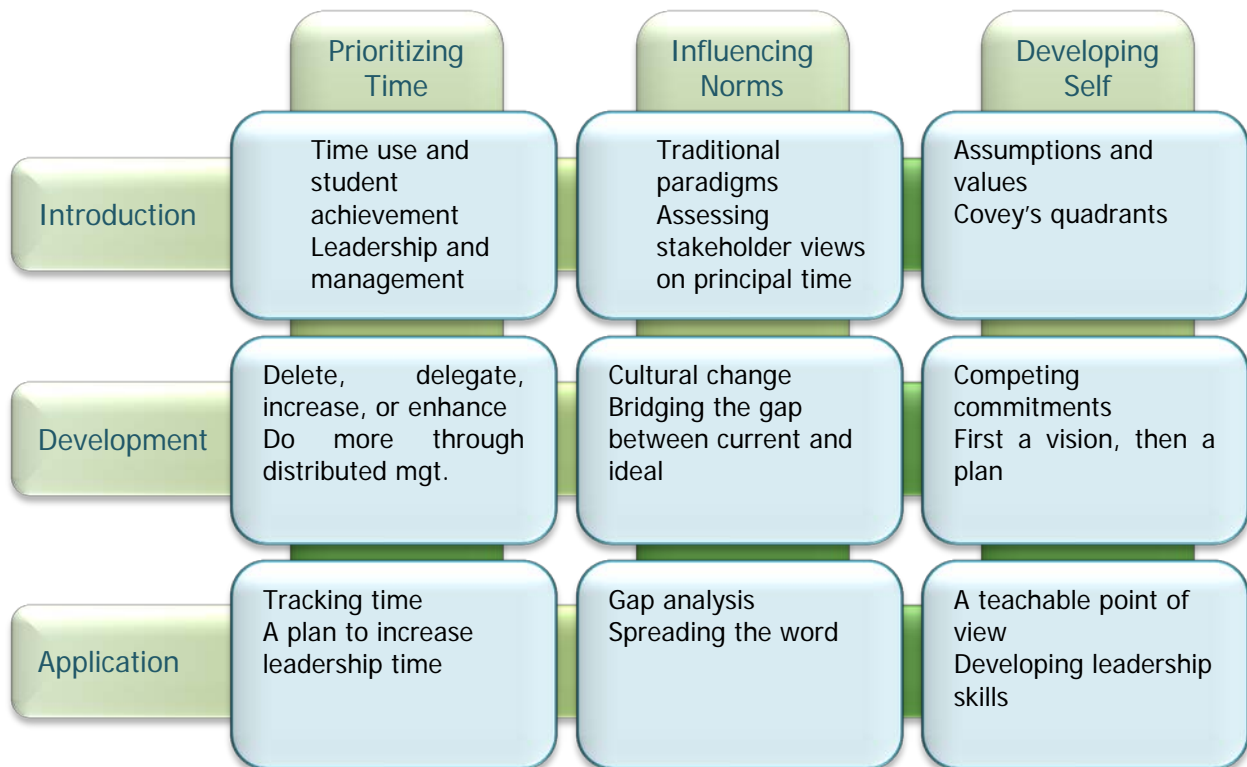 Prioritizing
Time
Influencing
Norms
Developing
Self
Introduction
Time use and
student
achievement
Leadership and
management
Traditional
paradigms
Assessing
stakeholder views
on principal time
Assumptions and
values
Covey’s quadrants
Development
Delete, delegate,
increase, or enhance
Do more through
distributed mgt.
Cultural change
Bridging the gap
between current and
ideal
Competing
commitments
First a vision, then a
plan
Application
Tracking time
A plan to increase
leadership time
Gap analysis
Spreading the word
A teachable point of
view
Developing leadership
skills